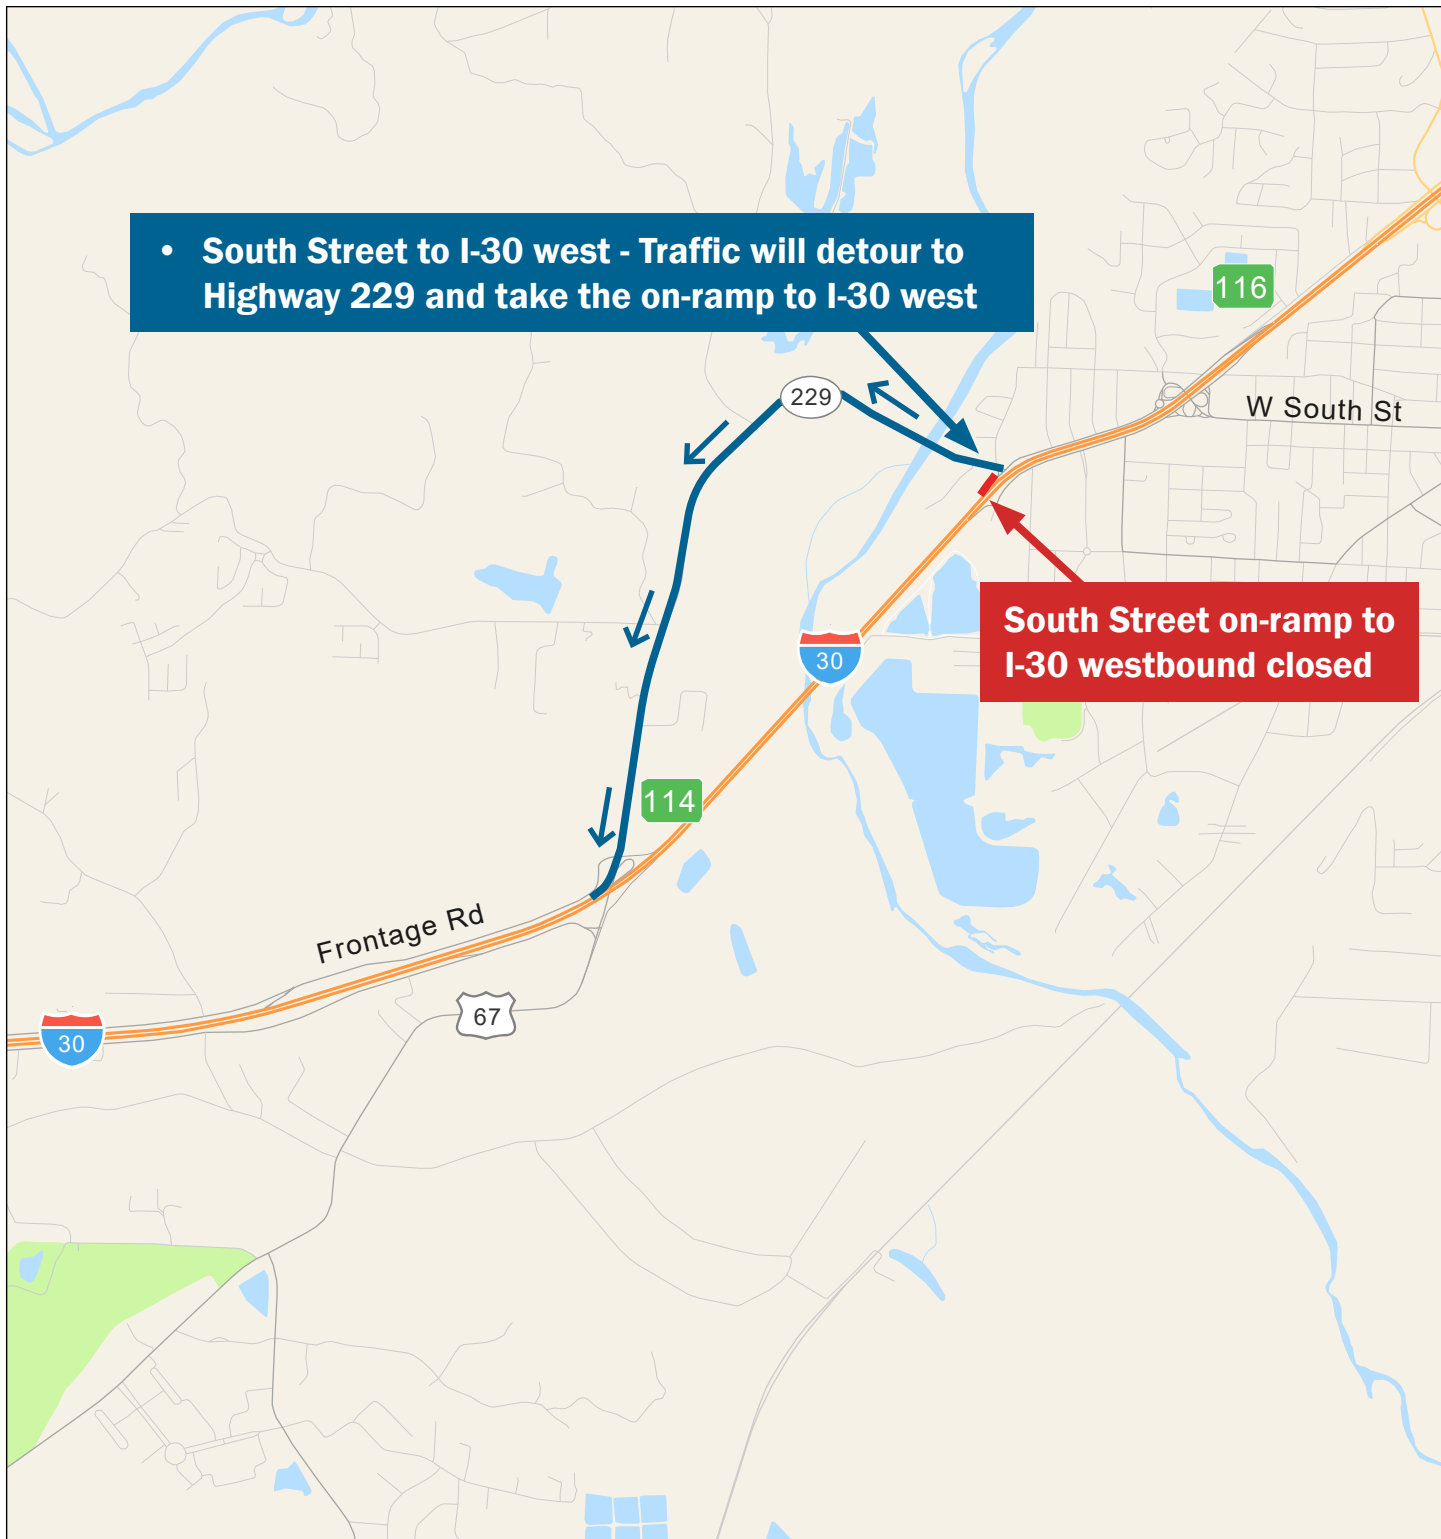 • South Street to I-30 west - Traffic will detour to
Highway 229 and take the on-ramp to I-30 west
116
229
W South St
South Street on-ramp to
I-30 westbound closed
30
114
Frontage Rd
67
30